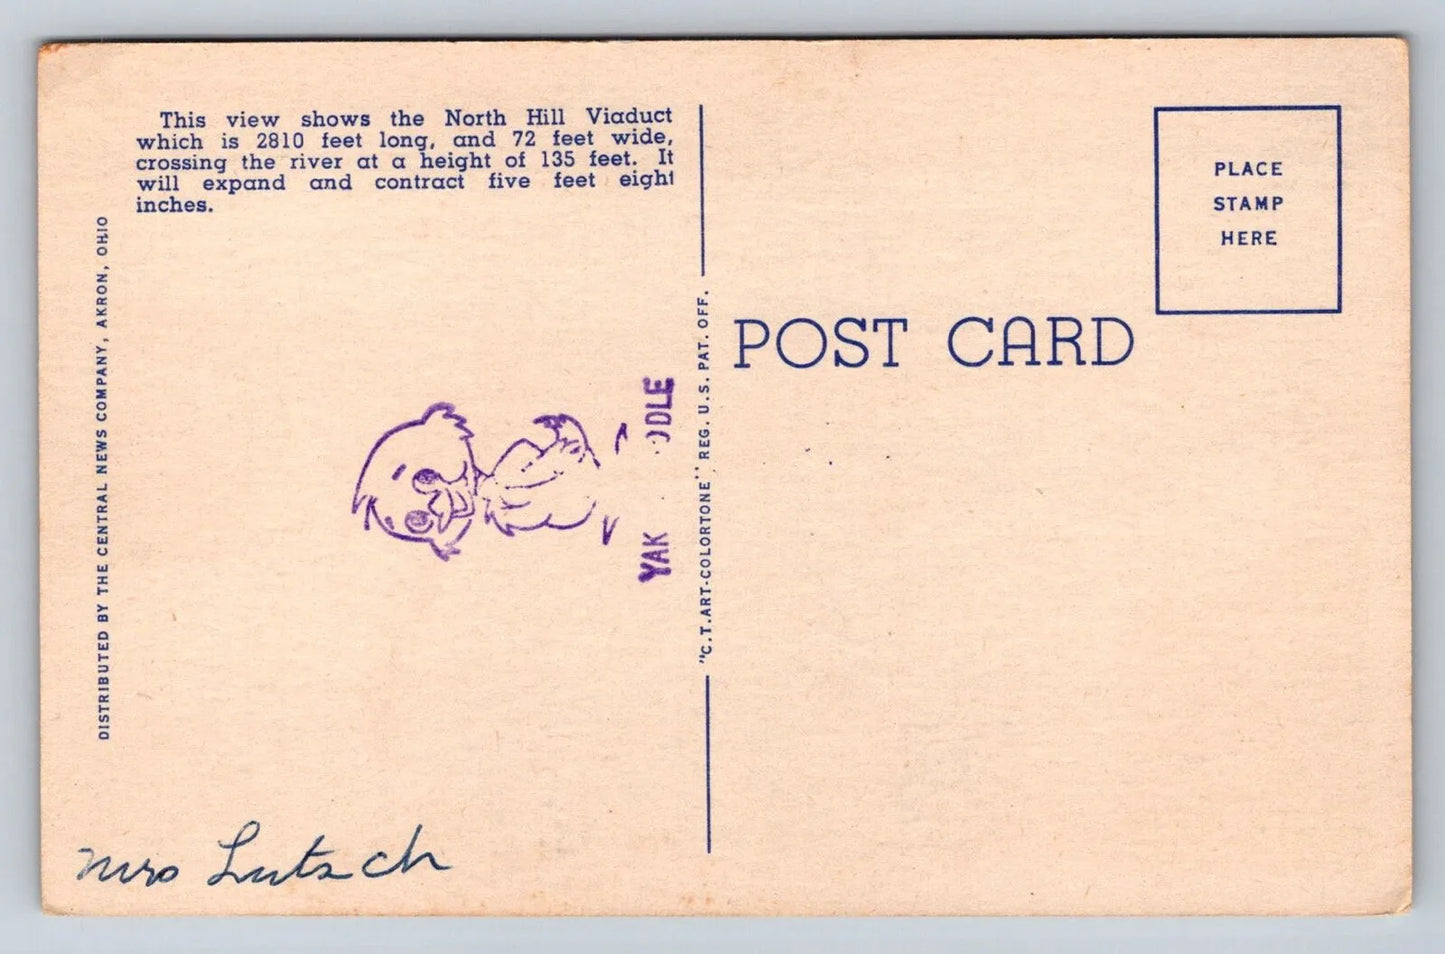 This view shows the North Hill Viaduct
which is 2810 feet long, and 72 feet wide,
crossing the river at a height of 135 feet. It
will expand and contract five feet eight
inches.
DISTRIBUTED BY THE CENTRAL NEWS COMPANY, AKRON, OHIO
YAK
ODLE
Mrs Lutsch
"C.T.ART-COLORTONE" REG. U.S. PAT. OFF.
POST CARD
PLACE
STAMP
HERE